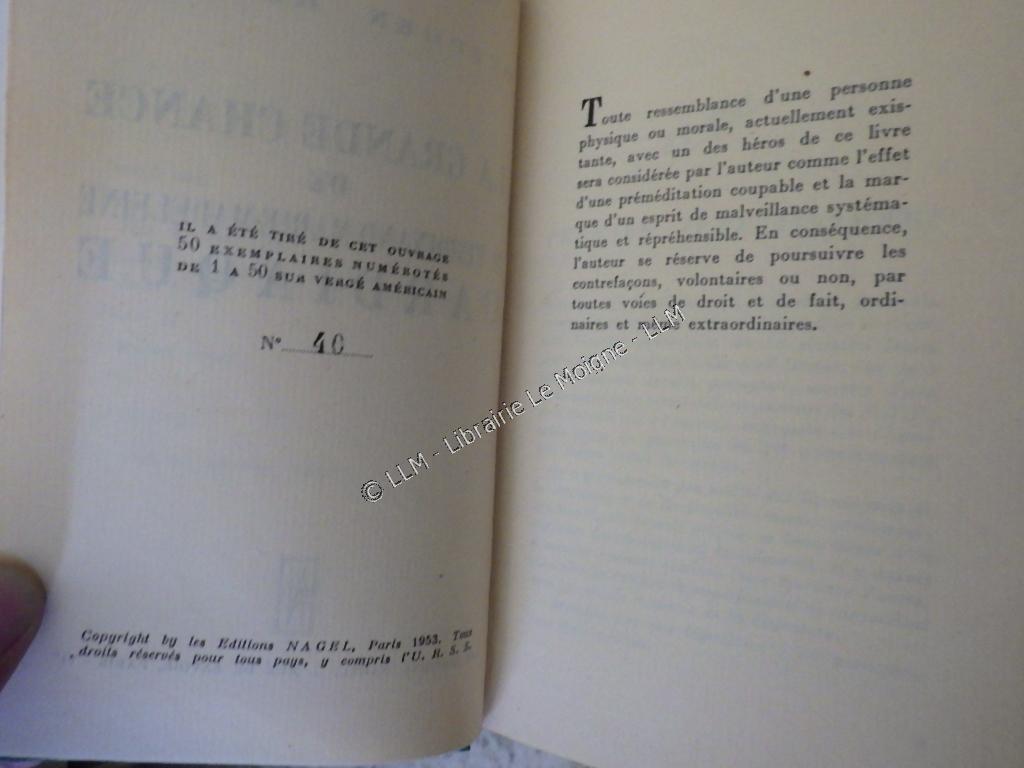 IL A ÉTÉ TIRÉ DE CET OUVRAGE
50 EXEMPLAIRES NUMÉROTÉS
DE 1 A 50 SUR VERGÉ AMÉRICAIN
N° 40
Copyright by les Editions NAGEL, Paris 1953. Tous
droits réservés pour tous pays, y compris l'U. R. S. S.
Toute ressemblance d'une personne
physique ou morale, actuellement exis-
tante, avec un des héros de ce livre
sera considérée par l'auteur comme l'effet
d'une préméditation coupable et la mar-
que d'un esprit de malveillance systéma-
tique et répréhensible. En conséquence,
l'auteur se réserve de poursuivre les
contrefaçons, volontaires ou non, par
toutes voies de droit et de fait, ordi-
naires et même extraordinaires.
© LLM - Librairie Le Moigne - LLM